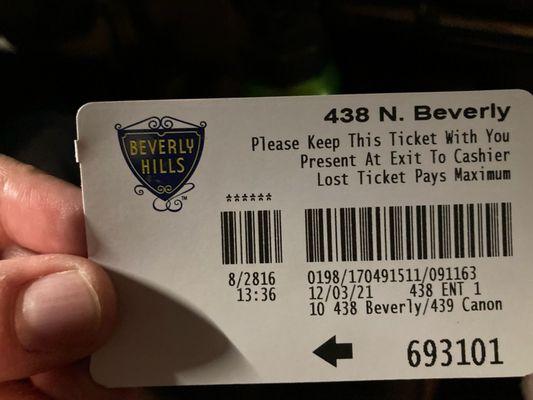 438 N. Beverly
BEVERLY
HILLS
™
Please Keep This Ticket With You
Present At Exit To Cashier
Lost Ticket Pays Maximum
******
8/2816
13:36
0198/170491511/091163
12/03/21 438 ENT 1
10 438 Beverly/439 Canon
693101